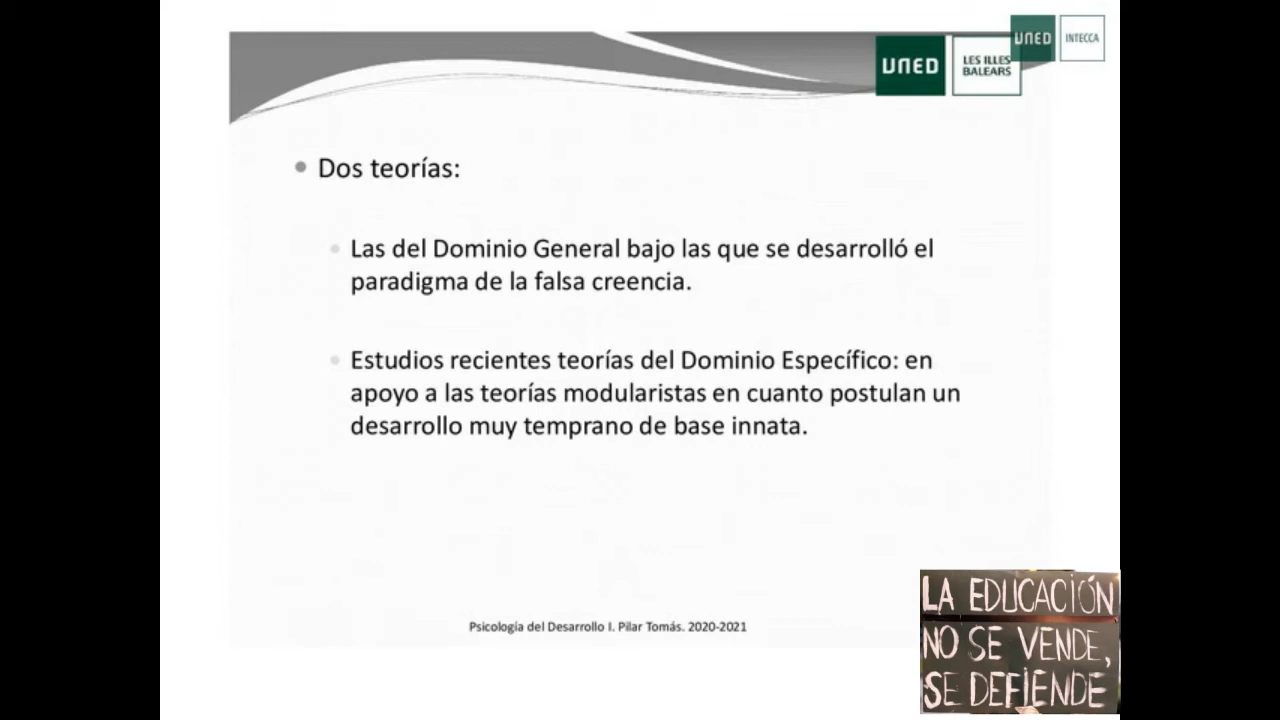 UNED
INTECCA
UNED
LES ILLES
BALEARS
Dos teorías:
Las del Dominio General bajo las que se desarrolló el
paradigma de la falsa creencia.
Estudios recientes teorías del Dominio Específico: en
apoyo a las teorías modularistas en cuanto postulan un
desarrollo muy temprano de base innata.
Psicología del Desarrollo I. Pilar Tomás. 2020-2021
LA EDUCACIÓN
NO SE VENDE,
SE DEFIENDE